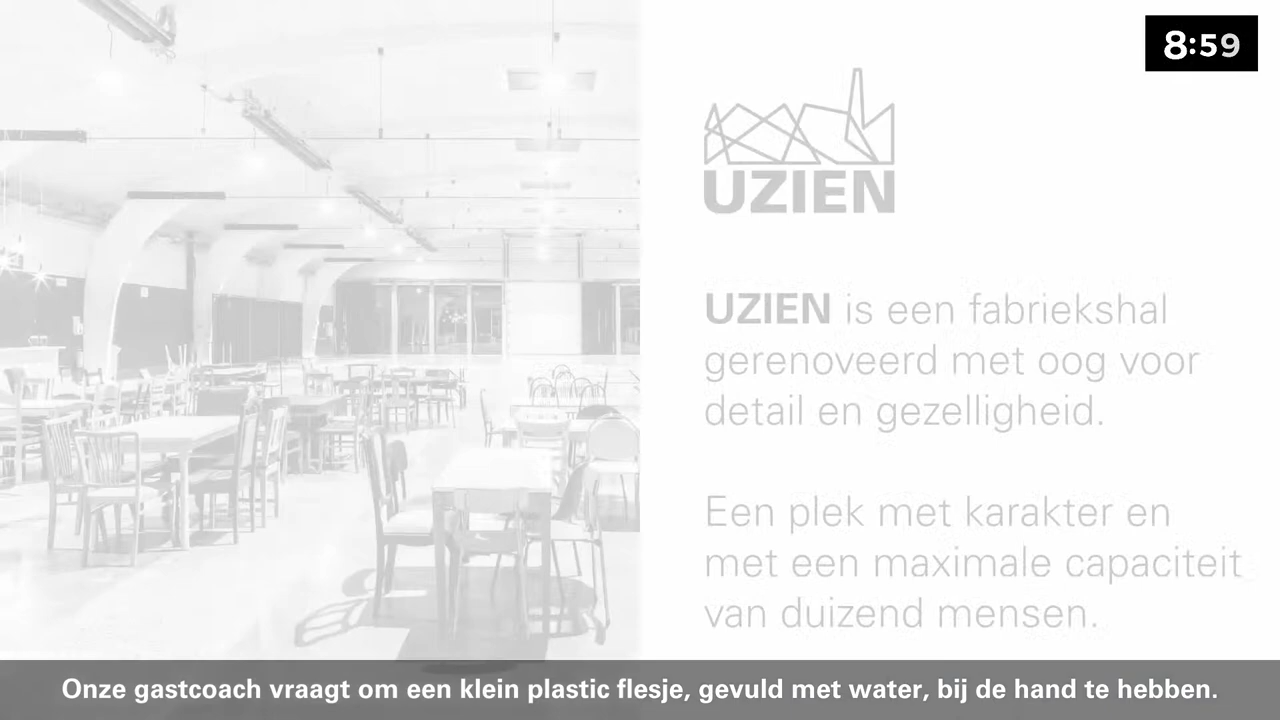 8:59
UZIEN
UZIEN is een fabriekshal
gerenoveerd met oog voor
detail en gezelligheid.
Een plek met karakter en
met een maximale capaciteit
van duizend mensen.
Onze gastcoach vraagt om een klein plastic flesje, gevuld met water, bij de hand te hebben.